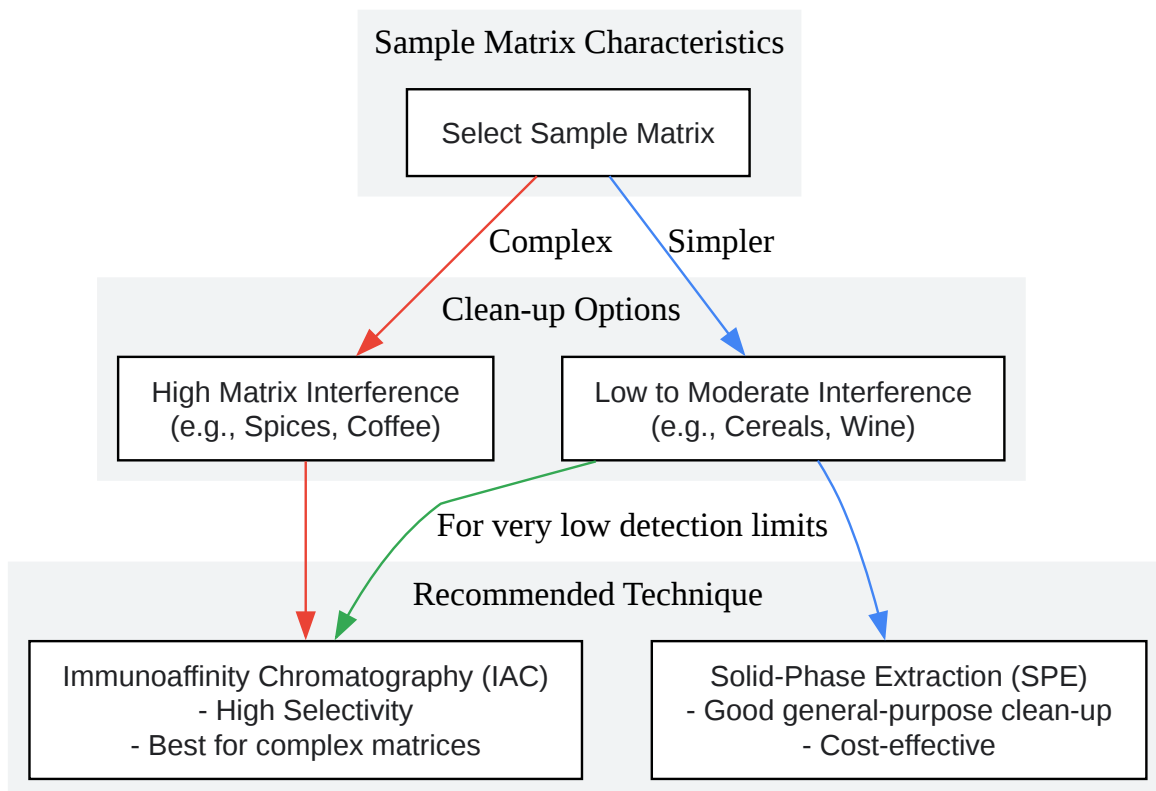 Sample Matrix Characteristics
Select Sample Matrix
Complex
Simpler
Clean-up Options
High Matrix Interference
(e.g., Spices, Coffee)
Low to Moderate Interference
(e.g., Cereals, Wine)
For very low detection limits
Recommended Technique
Immunoaffinity Chromatography (IAC)
- High Selectivity
- Best for complex matrices
Solid-Phase Extraction (SPE)
- Good general-purpose clean-up
- Cost-effective